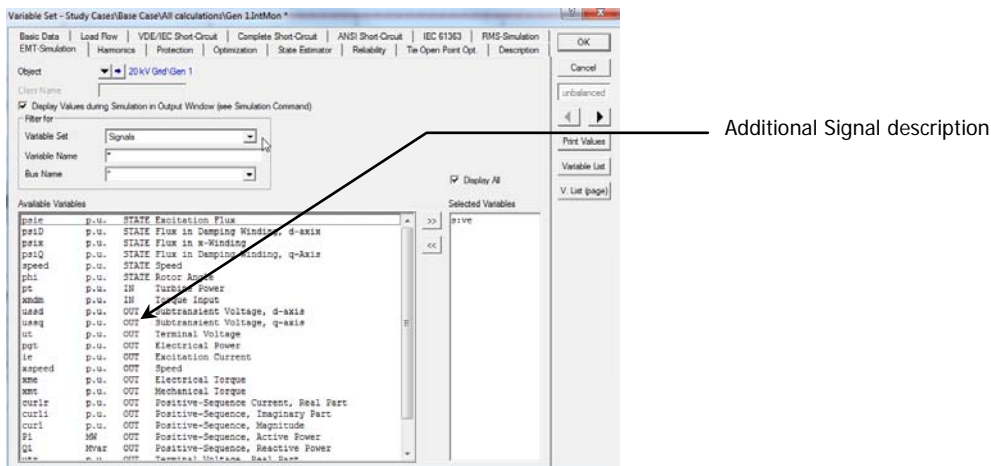 Variable Set - Study Cases\Base Case\All calculations\Gen 1.IntMon *
Basic Data | Load Flow | VDE/IEC Short-Circuit | Complete Short-Circuit | ANSI Short-Circuit | IEC 61363 | RMS-Simulation
EMT-Simulation | Harmonics | Protection | Optimization | State Estimator | Reliability | Tie Open Point Opt. | Description
OK
Cancel
unbalanced
Print Values
Variable List
V. List (page)
Object 20 kV Grid\Gen 1
Class Name
Display Values during Simulation in Output Window (see Simulation Command)
Filter for
Variable Set Signals
Variable Name *
Bus Name *
Display All
Additional Signal description
Available Variables
Selected Variables
>>
<<
s:ve
psie p.u. STATE Excitation Flux
psiD p.u. STATE Flux in Damping Winding, d-axis
psix p.u. STATE Flux in x-Winding
psiQ p.u. STATE Flux in Damping Winding, q-Axis
speed p.u. STATE Speed
phi p.u. STATE Rotor Angle
pt p.u. IN Turbine Power
xmdm p.u. IN Torque Input
ussd p.u. OUT Subtransient Voltage, d-axis
ussq p.u. OUT Subtransient Voltage, q-axis
ut p.u. OUT Terminal Voltage
pgt p.u. OUT Electrical Power
ie p.u. OUT Excitation Current
xspeed p.u. OUT Speed
xme p.u. OUT Electrical Torque
xmt p.u. OUT Mechanical Torque
cur1r p.u. OUT Positive-Sequence Current, Real Part
cur1i p.u. OUT Positive-Sequence, Imaginary Part
cur1 p.u. OUT Positive-Sequence, Magnitude
P1 MW OUT Positive-Sequence, Active Power
Q1 Mvar OUT Positive-Sequence, Reactive Power
utr p.u. OUT Terminal Voltage, Real Part